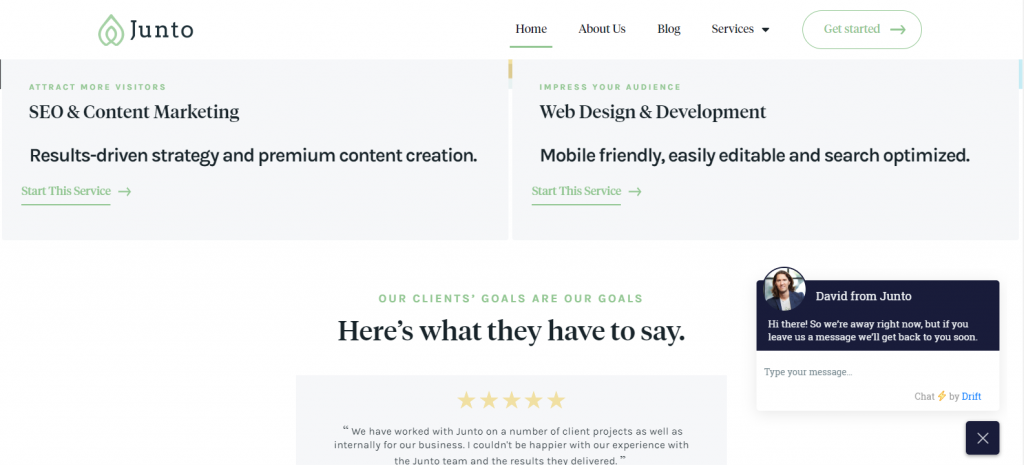 Junto
Home About Us Blog Services Get started
ATTRACT MORE VISITORS
SEO & Content Marketing
Results-driven strategy and premium content creation.
Start This Service
IMPRESS YOUR AUDIENCE
Web Design & Development
Mobile friendly, easily editable and search optimized.
Start This Service
OUR CLIENTS’ GOALS ARE OUR GOALS
Here’s what they have to say.
“ We have worked with Junto on a number of client projects as well as
internally for our business. I couldn't be happier with our experience with
the Junto team and the results they delivered. ”
David from Junto
Hi there! So we’re away right now, but if you
leave us a message we’ll get back to you soon.
Type your message...
Chat ⚡ by Drift